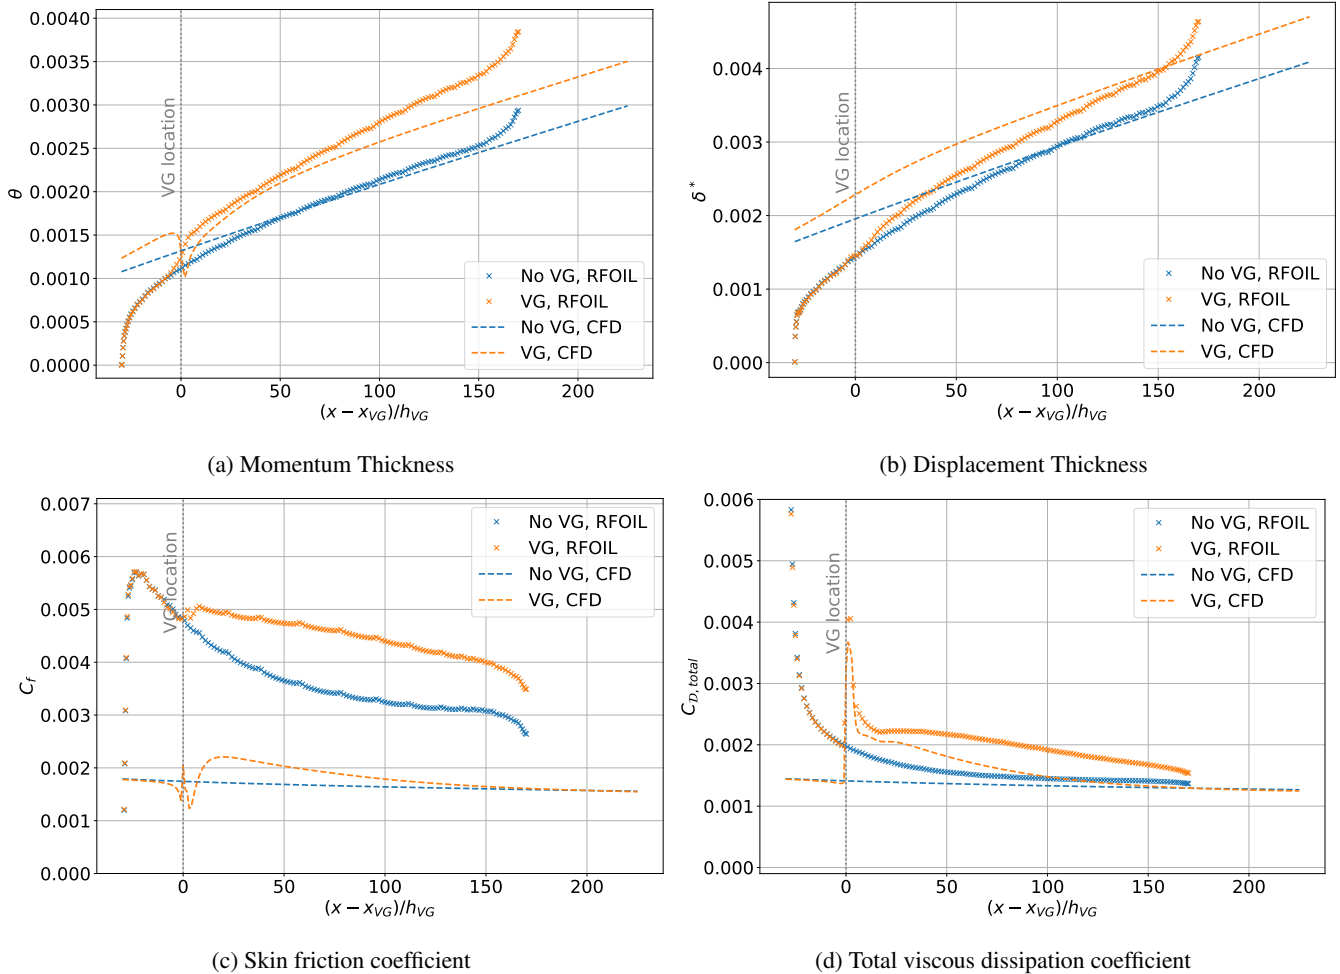 0.0040
0.0035
0.0030
0.0025
0.0020
0.0015
0.0010
0.0005
0.0000
θ
VG location
No VG, RFOIL
VG, RFOIL
No VG, CFD
VG, CFD
0 50 100 150 200
(x − x_VG)/h_VG
(a) Momentum Thickness
0.004
0.003
0.002
0.001
0.000
δ*
VG location
No VG, RFOIL
VG, RFOIL
No VG, CFD
VG, CFD
0 50 100 150 200
(x − x_VG)/h_VG
(b) Displacement Thickness
0.007
0.006
0.005
0.004
0.003
0.002
0.001
0.000
C_f
VG location
No VG, RFOIL
VG, RFOIL
No VG, CFD
VG, CFD
0 50 100 150 200
(x − x_VG)/h_VG
(c) Skin friction coefficient
0.006
0.005
0.004
0.003
0.002
0.001
0.000
C_𝒟,total
VG location
No VG, RFOIL
VG, RFOIL
No VG, CFD
VG, CFD
0 50 100 150 200
(x − x_VG)/h_VG
(d) Total viscous dissipation coefficient